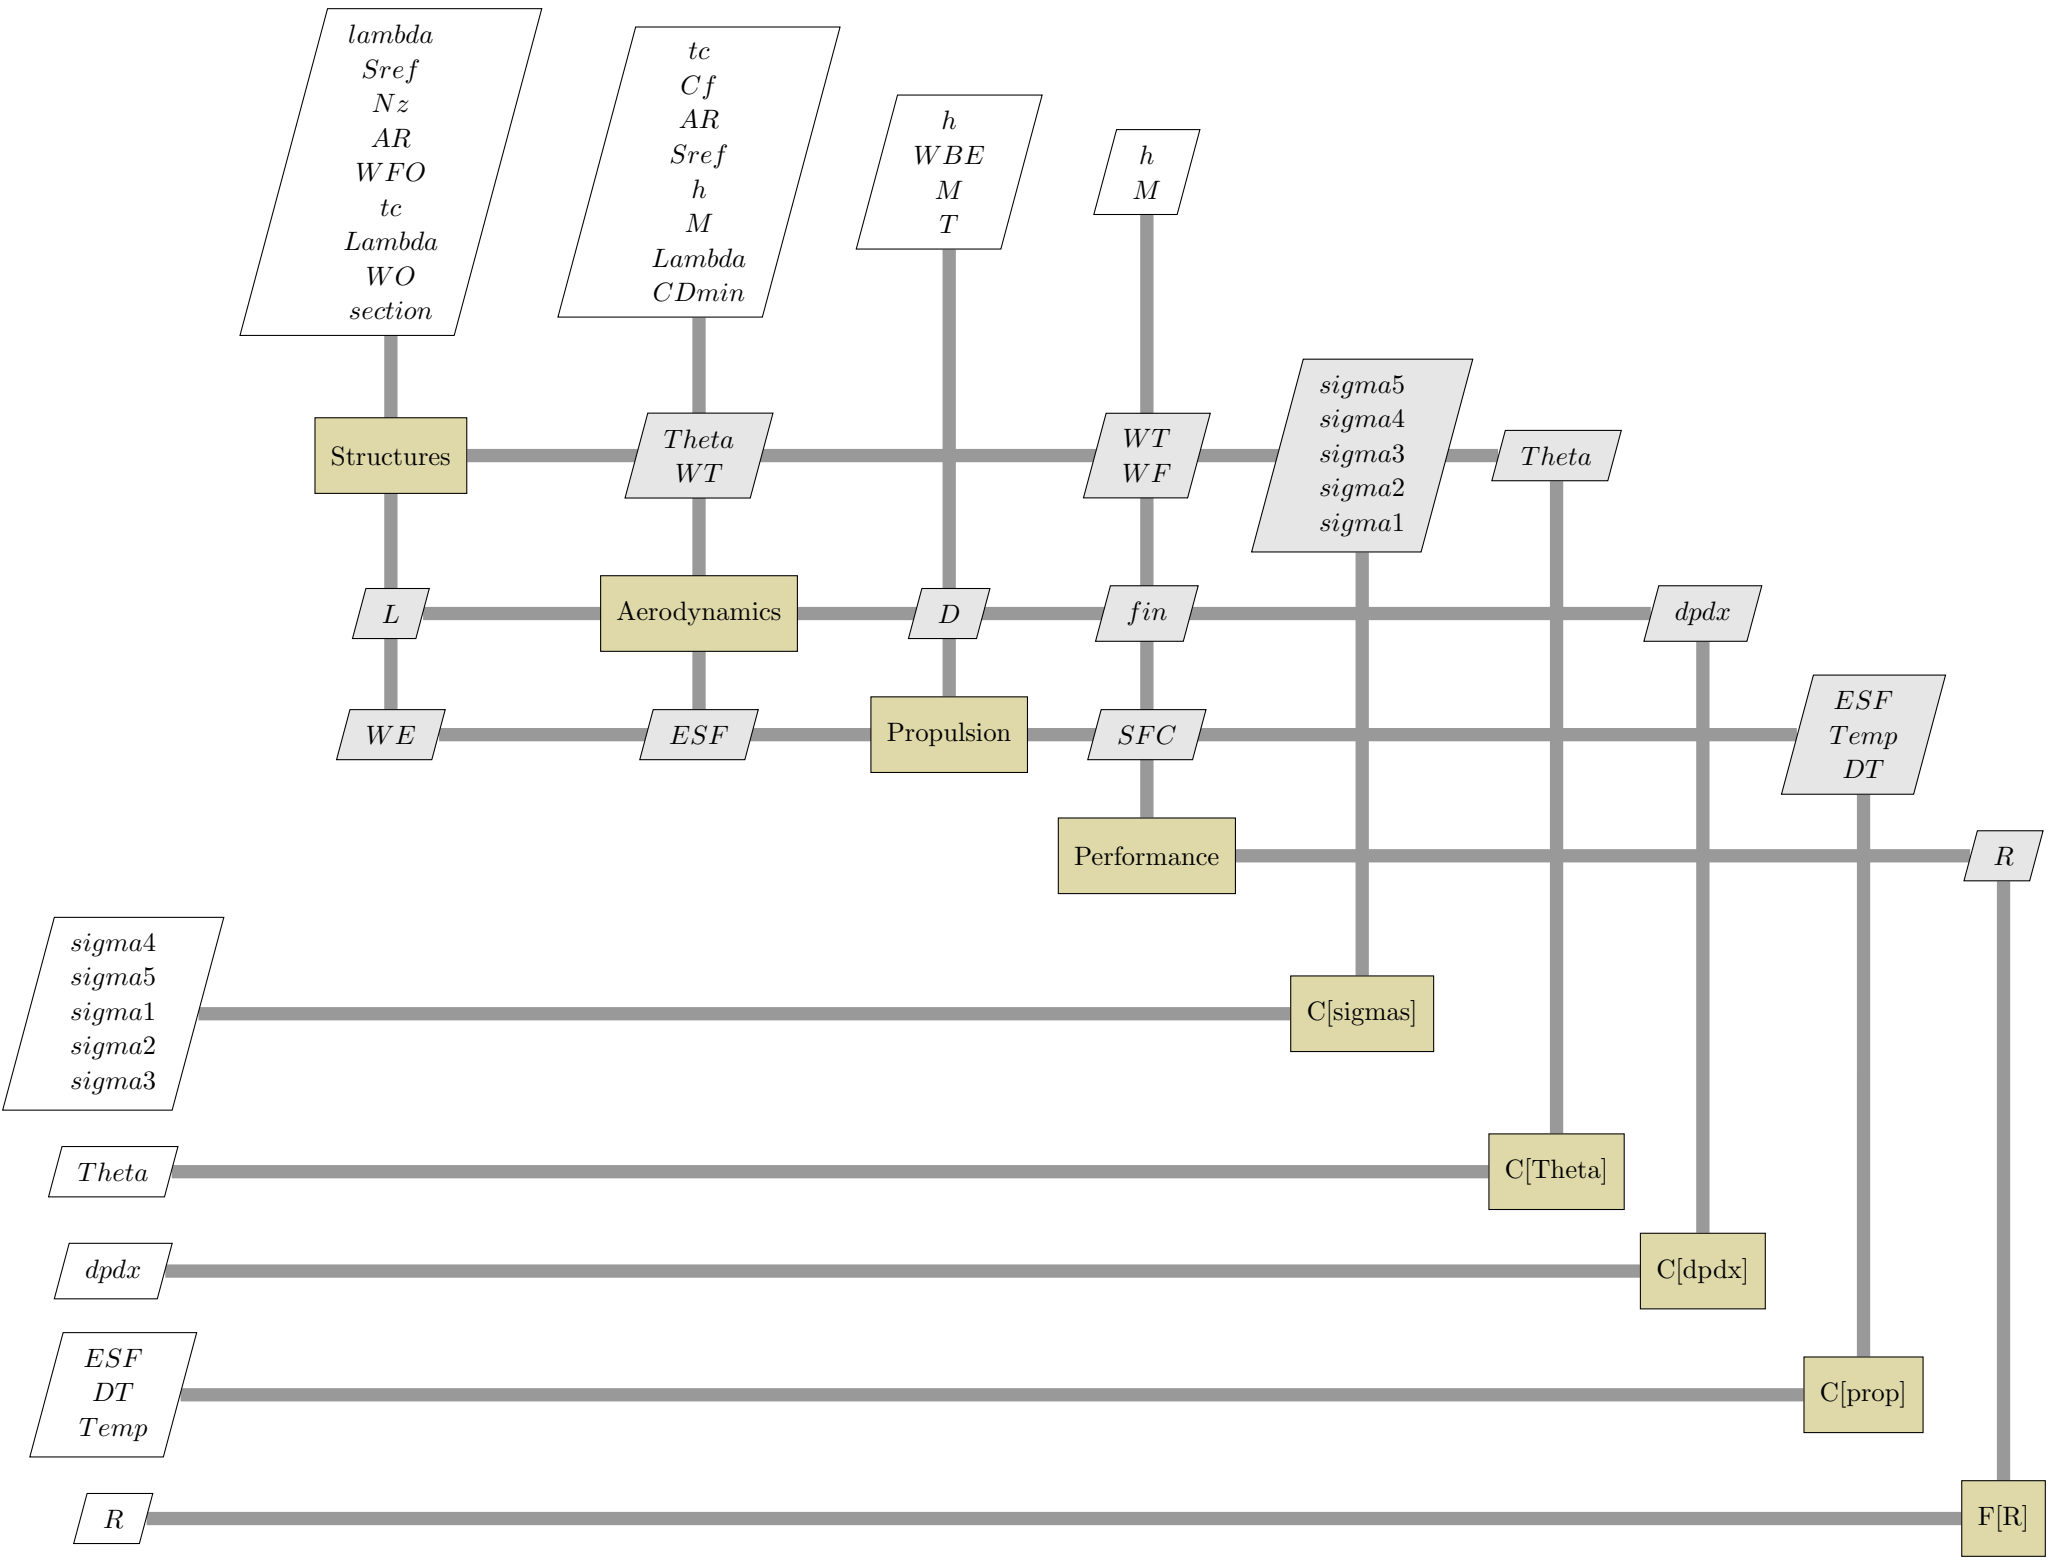 lambda
Sref
Nz
AR
WFO
tc
Lambda
WO
section
tc
Cf
AR
Sref
h
M
Lambda
CDmin
h
WBE
M
T
h
M
Structures
Theta
WT
WT
WF
sigma5
sigma4
sigma3
sigma2
sigma1
Theta
L
Aerodynamics
D
fin
dpdx
WE
ESF
Propulsion
SFC
ESF
Temp
DT
Performance
R
sigma4
sigma5
sigma1
sigma2
sigma3
C[sigmas]
Theta
C[Theta]
dpdx
C[dpdx]
ESF
DT
Temp
C[prop]
R
F[R]